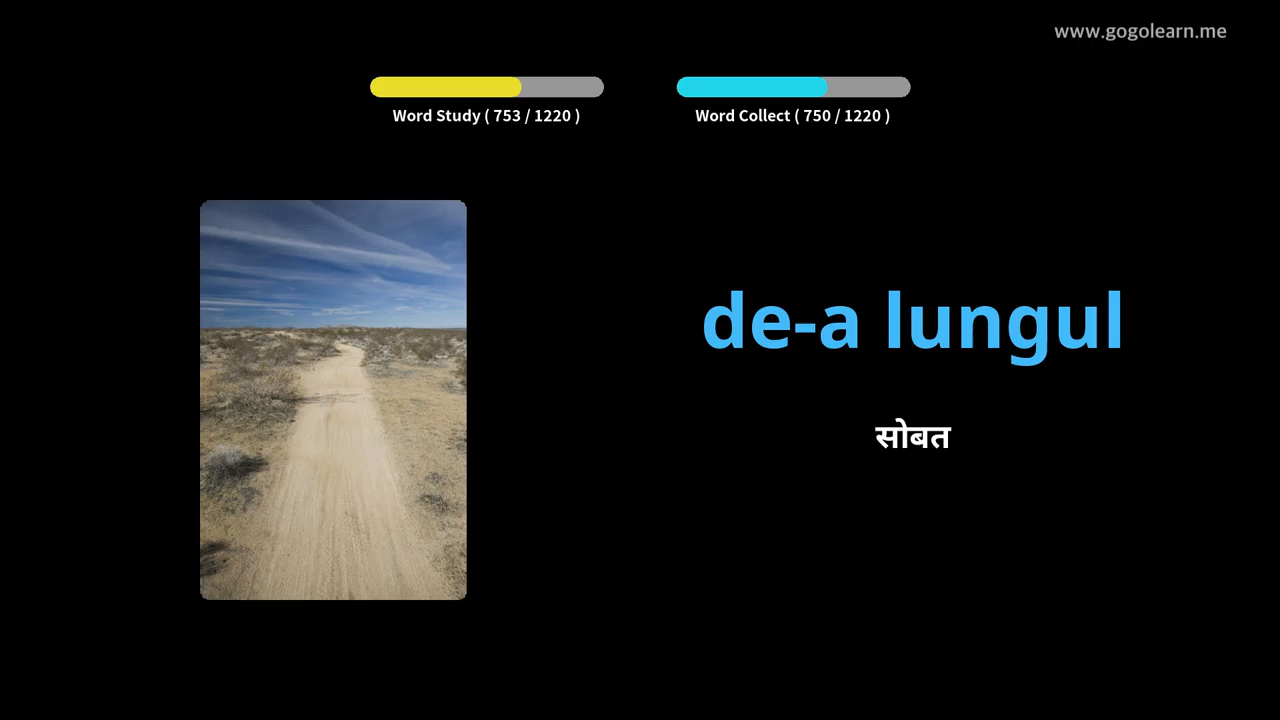 www.gogolearn.me
Word Study ( 753 / 1220 )
Word Collect ( 750 / 1220 )
de-a lungul
सोबत